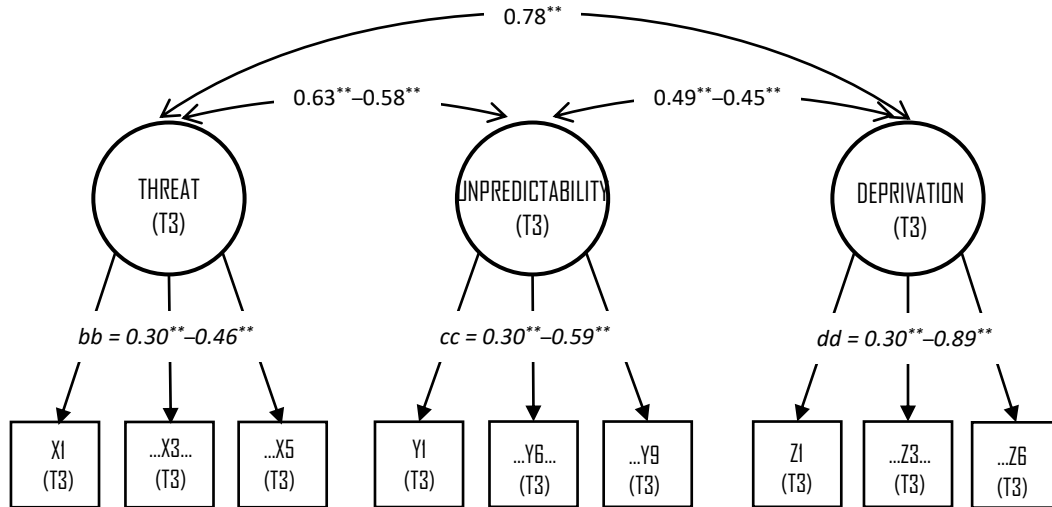 0.78**
0.63**–0.58**
0.49**–0.45**
THREAT
(T3)
UNPREDICTABILITY
(T3)
DEPRIVATION
(T3)
bb = 0.30**–0.46**
cc = 0.30**–0.59**
dd = 0.30**–0.89**
X1
(T3)
...X3...
(T3)
...X5
(T3)
Y1
(T3)
...Y6...
(T3)
...Y9
(T3)
Z1
(T3)
...Z3...
(T3)
...Z6
(T3)